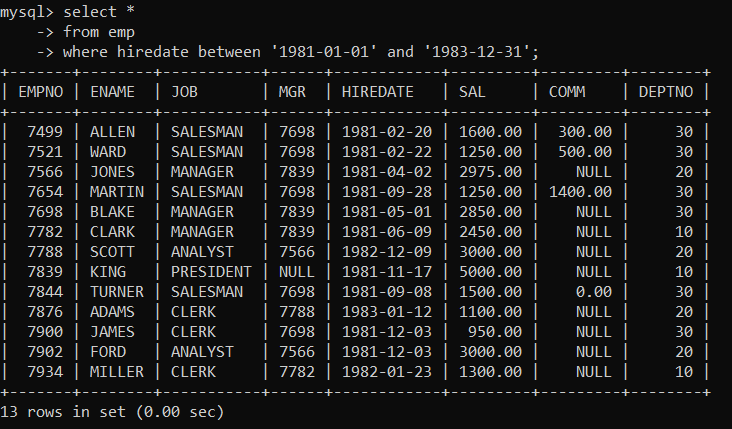 mysql> select *
    -> from emp
    -> where hiredate between '1981-01-01' and '1983-12-31';
+-------+--------+-----------+------+------------+---------+---------+--------+
| EMPNO | ENAME  | JOB       | MGR  | HIREDATE   | SAL     | COMM    | DEPTNO |
+-------+--------+-----------+------+------------+---------+---------+--------+
|  7499 | ALLEN  | SALESMAN  | 7698 | 1981-02-20 | 1600.00 |  300.00 |     30 |
|  7521 | WARD   | SALESMAN  | 7698 | 1981-02-22 | 1250.00 |  500.00 |     30 |
|  7566 | JONES  | MANAGER   | 7839 | 1981-04-02 | 2975.00 |    NULL |     20 |
|  7654 | MARTIN | SALESMAN  | 7698 | 1981-09-28 | 1250.00 | 1400.00 |     30 |
|  7698 | BLAKE  | MANAGER   | 7839 | 1981-05-01 | 2850.00 |    NULL |     30 |
|  7782 | CLARK  | MANAGER   | 7839 | 1981-06-09 | 2450.00 |    NULL |     10 |
|  7788 | SCOTT  | ANALYST   | 7566 | 1982-12-09 | 3000.00 |    NULL |     20 |
|  7839 | KING   | PRESIDENT | NULL | 1981-11-17 | 5000.00 |    NULL |     10 |
|  7844 | TURNER | SALESMAN  | 7698 | 1981-09-08 | 1500.00 |    0.00 |     30 |
|  7876 | ADAMS  | CLERK     | 7788 | 1983-01-12 | 1100.00 |    NULL |     20 |
|  7900 | JAMES  | CLERK     | 7698 | 1981-12-03 |  950.00 |    NULL |     30 |
|  7902 | FORD   | ANALYST   | 7566 | 1981-12-03 | 3000.00 |    NULL |     20 |
|  7934 | MILLER | CLERK     | 7782 | 1982-01-23 | 1300.00 |    NULL |     10 |
+-------+--------+-----------+------+------------+---------+---------+--------+
13 rows in set (0.00 sec)